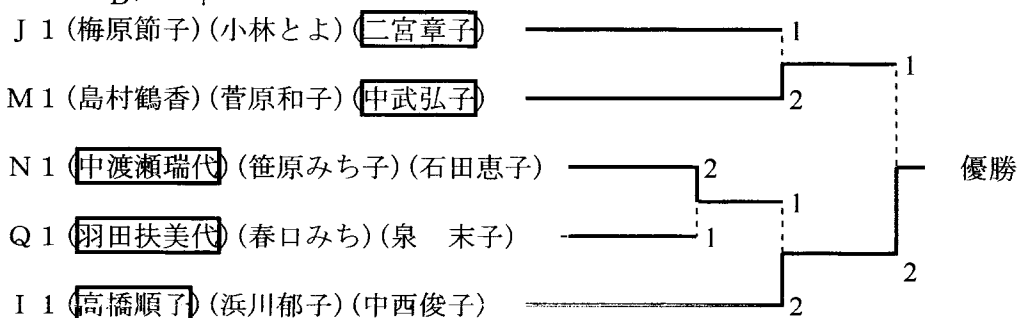 J 1 (梅原節子) (小林とよ) (二宮章子) 1
1
M 1 (島村鶴香) (菅原和子) (中武弘子) 2
N 1 (中渡瀬瑞代) (笹原みち子) (石田恵子) 2
優勝
1
Q 1 (羽田扶美代) (春口みち) (泉　末子) 1
2
I 1 (高橋順了) (浜川郁子) (中西俊子) 2